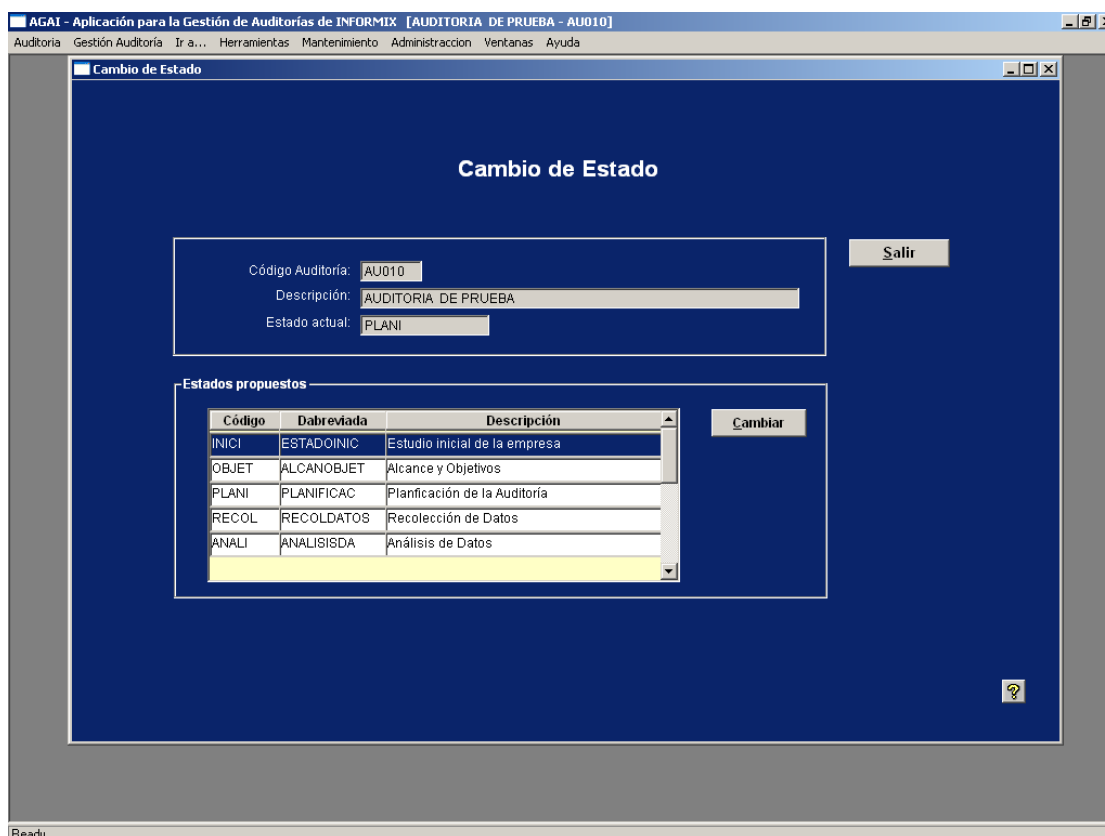 AGAI - Aplicación para la Gestión de Auditorías de INFORMIX [AUDITORIA DE PRUEBA - AU010]
Auditoria Gestión Auditoría Ir a... Herramientas Mantenimiento Administraccion Ventanas Ayuda
Cambio de Estado
Cambio de Estado
Salir
Código Auditoría: AU010
Descripción: AUDITORIA DE PRUEBA
Estado actual: PLANI
Estados propuestos
Código Dabreviada Descripción
Cambiar
INICI ESTADOINIC Estudio inicial de la empresa
OBJET ALCANOBJET Alcance y Objetivos
PLANI PLANIFICAC Planficación de la Auditoría
RECOL RECOLDATOS Recolección de Datos
ANALI ANALISISDA Análisis de Datos
?
Ready